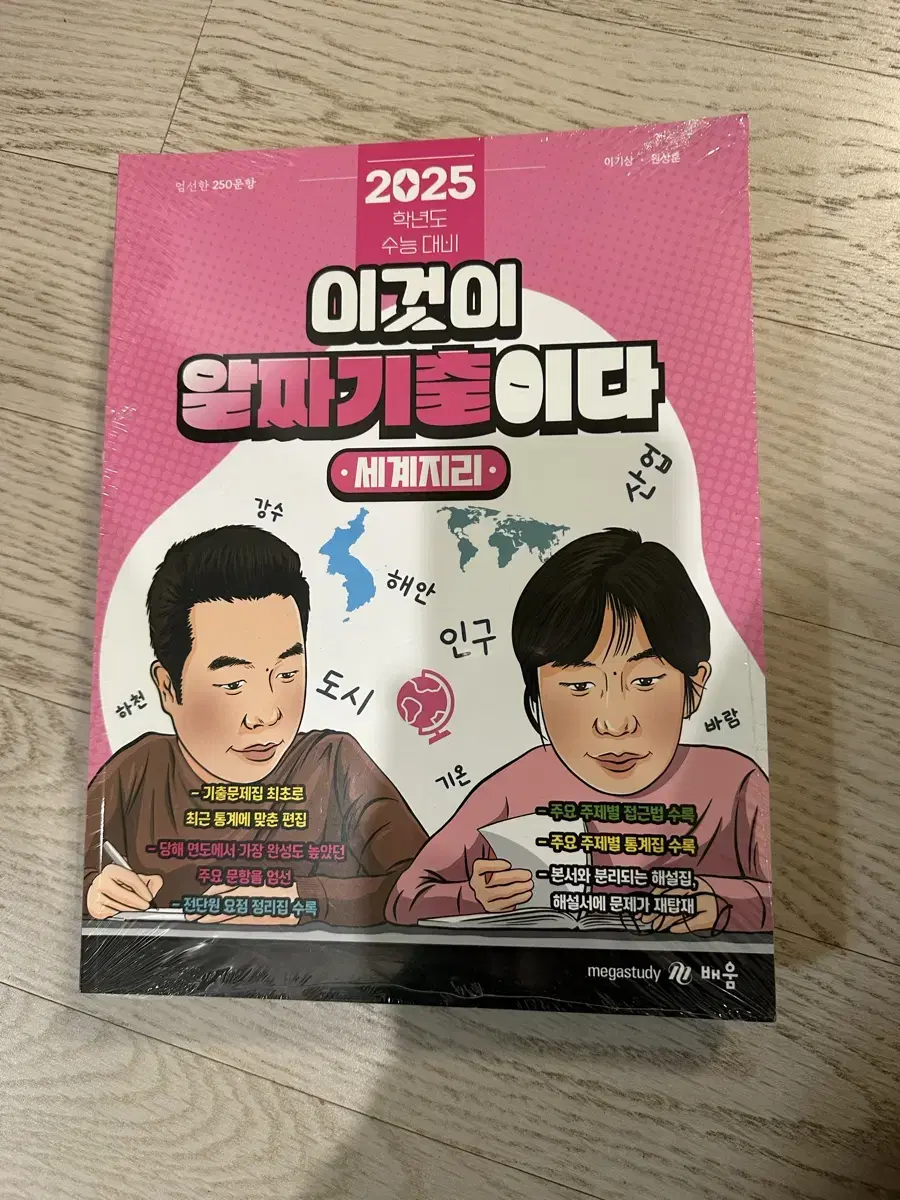 엄선한 250문항
이기상 · 원상훈
2025
학년도
수능 대비
이것이
알짜기출이다
· 세계지리 ·
산업
강수
해안
인구
도시
하천
바람
기온
- 기출문제집 최초로
최근 통계에 맞춘 편집
- 당해 연도에서 가장 완성도 높았던
주요 문항을 엄선
- 전단원 요점 정리집 수록
- 주요 주제별 접근법 수록
- 주요 주제별 통계집 수록
- 본서와 분리되는 해설집,
해설서에 문제가 재탑재
megastudy 배움